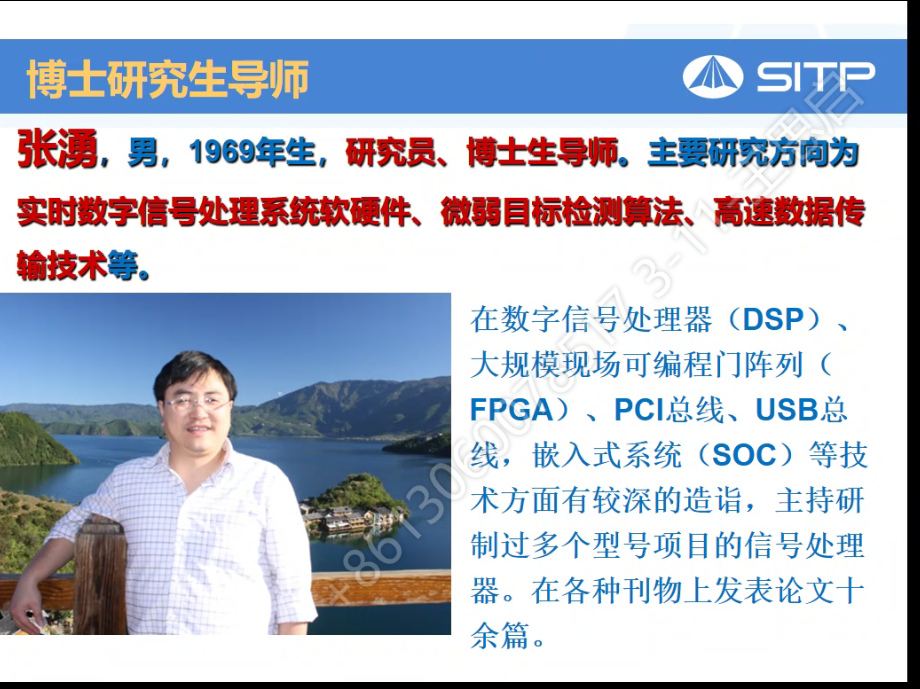 博士研究生导师
SITP
张湧，男，1969年生，研究员、博士生导师。主要研究方向为
实时数字信号处理系统软硬件、微弱目标检测算法、高速数据传
输技术等。
在数字信号处理器（DSP）、
大规模现场可编程门阵列（
FPGA）、PCI总线、USB总
线，嵌入式系统（SOC）等技
术方面有较深的造诣，主持研
制过多个型号项目的信号处理
器。在各种刊物上发表论文十
余篇。